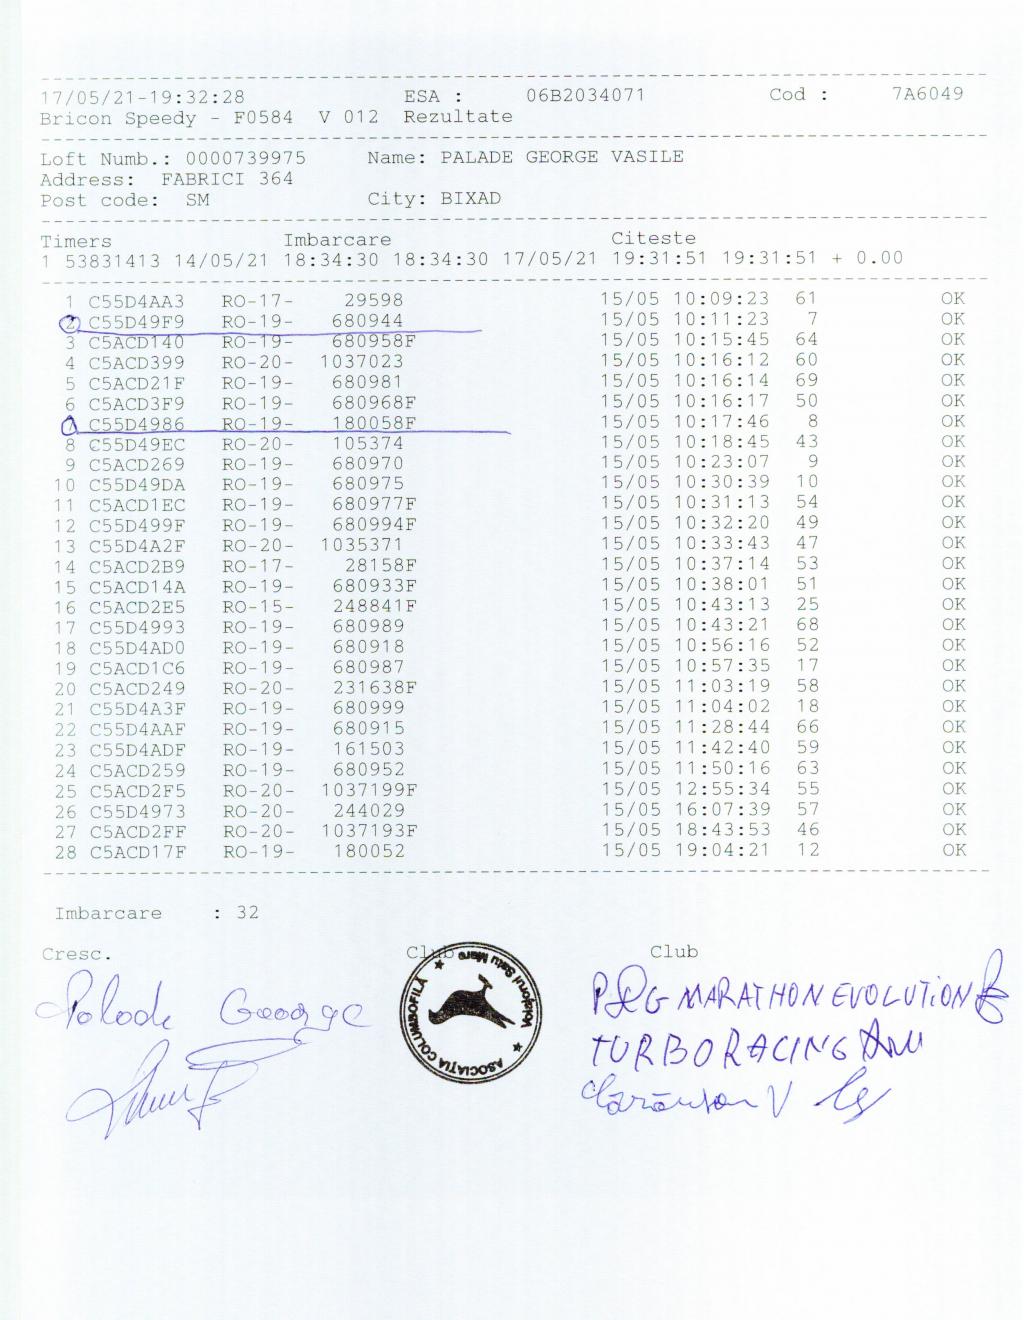 17/05/21-19:32:28 ESA : 06B2034071 Cod : 7A6049
Bricon Speedy - F0584 V 012 Rezultate
Loft Numb.: 0000739975 Name: PALADE GEORGE VASILE
Address: FABRICI 364
Post code: SM City: BIXAD
Timers Imbarcare Citeste
1 53831413 14/05/21 18:34:30 18:34:30 17/05/21 19:31:51 19:31:51 + 0.00
1 C55D4AA3 RO-17- 29598 15/05 10:09:23 61 OK
2 C55D49F9 RO-19- 680944 15/05 10:11:23 7 OK
3 C5ACD140 RO-19- 680958F 15/05 10:15:45 64 OK
4 C5ACD399 RO-20- 1037023 15/05 10:16:12 60 OK
5 C5ACD21F RO-19- 680981 15/05 10:16:14 69 OK
6 C5ACD3F9 RO-19- 680968F 15/05 10:16:17 50 OK
7 C55D4986 RO-19- 180058F 15/05 10:17:46 8 OK
8 C55D49EC RO-20- 105374 15/05 10:18:45 43 OK
9 C5ACD269 RO-19- 680970 15/05 10:23:07 9 OK
10 C55D49DA RO-19- 680975 15/05 10:30:39 10 OK
11 C5ACD1EC RO-19- 680977F 15/05 10:31:13 54 OK
12 C55D499F RO-19- 680994F 15/05 10:32:20 49 OK
13 C55D4A2F RO-20- 1035371 15/05 10:33:43 47 OK
14 C5ACD2B9 RO-17- 28158F 15/05 10:37:14 53 OK
15 C5ACD14A RO-19- 680933F 15/05 10:38:01 51 OK
16 C5ACD2E5 RO-15- 248841F 15/05 10:43:13 25 OK
17 C55D4993 RO-19- 680989 15/05 10:43:21 68 OK
18 C55D4AD0 RO-19- 680918 15/05 10:56:16 52 OK
19 C5ACD1C6 RO-19- 680987 15/05 10:57:35 17 OK
20 C5ACD249 RO-20- 231638F 15/05 11:03:19 58 OK
21 C55D4A3F RO-19- 680999 15/05 11:04:02 18 OK
22 C55D4AAF RO-19- 680915 15/05 11:28:44 66 OK
23 C55D4ADF RO-19- 161503 15/05 11:42:40 59 OK
24 C5ACD259 RO-19- 680952 15/05 11:50:16 63 OK
25 C5ACD2F5 RO-20- 1037199F 15/05 12:55:34 55 OK
26 C55D4973 RO-20- 244029 15/05 16:07:39 57 OK
27 C5ACD2FF RO-20- 1037193F 15/05 18:43:53 46 OK
28 C5ACD17F RO-19- 180052 15/05 19:04:21 12 OK
Imbarcare : 32
Cresc. Club Club
Palade George
ASOCIAȚIA COLUMBOFILĂ
Voiajorul Satu Mare
MARATHON EVOLUTION
TURBO RACING